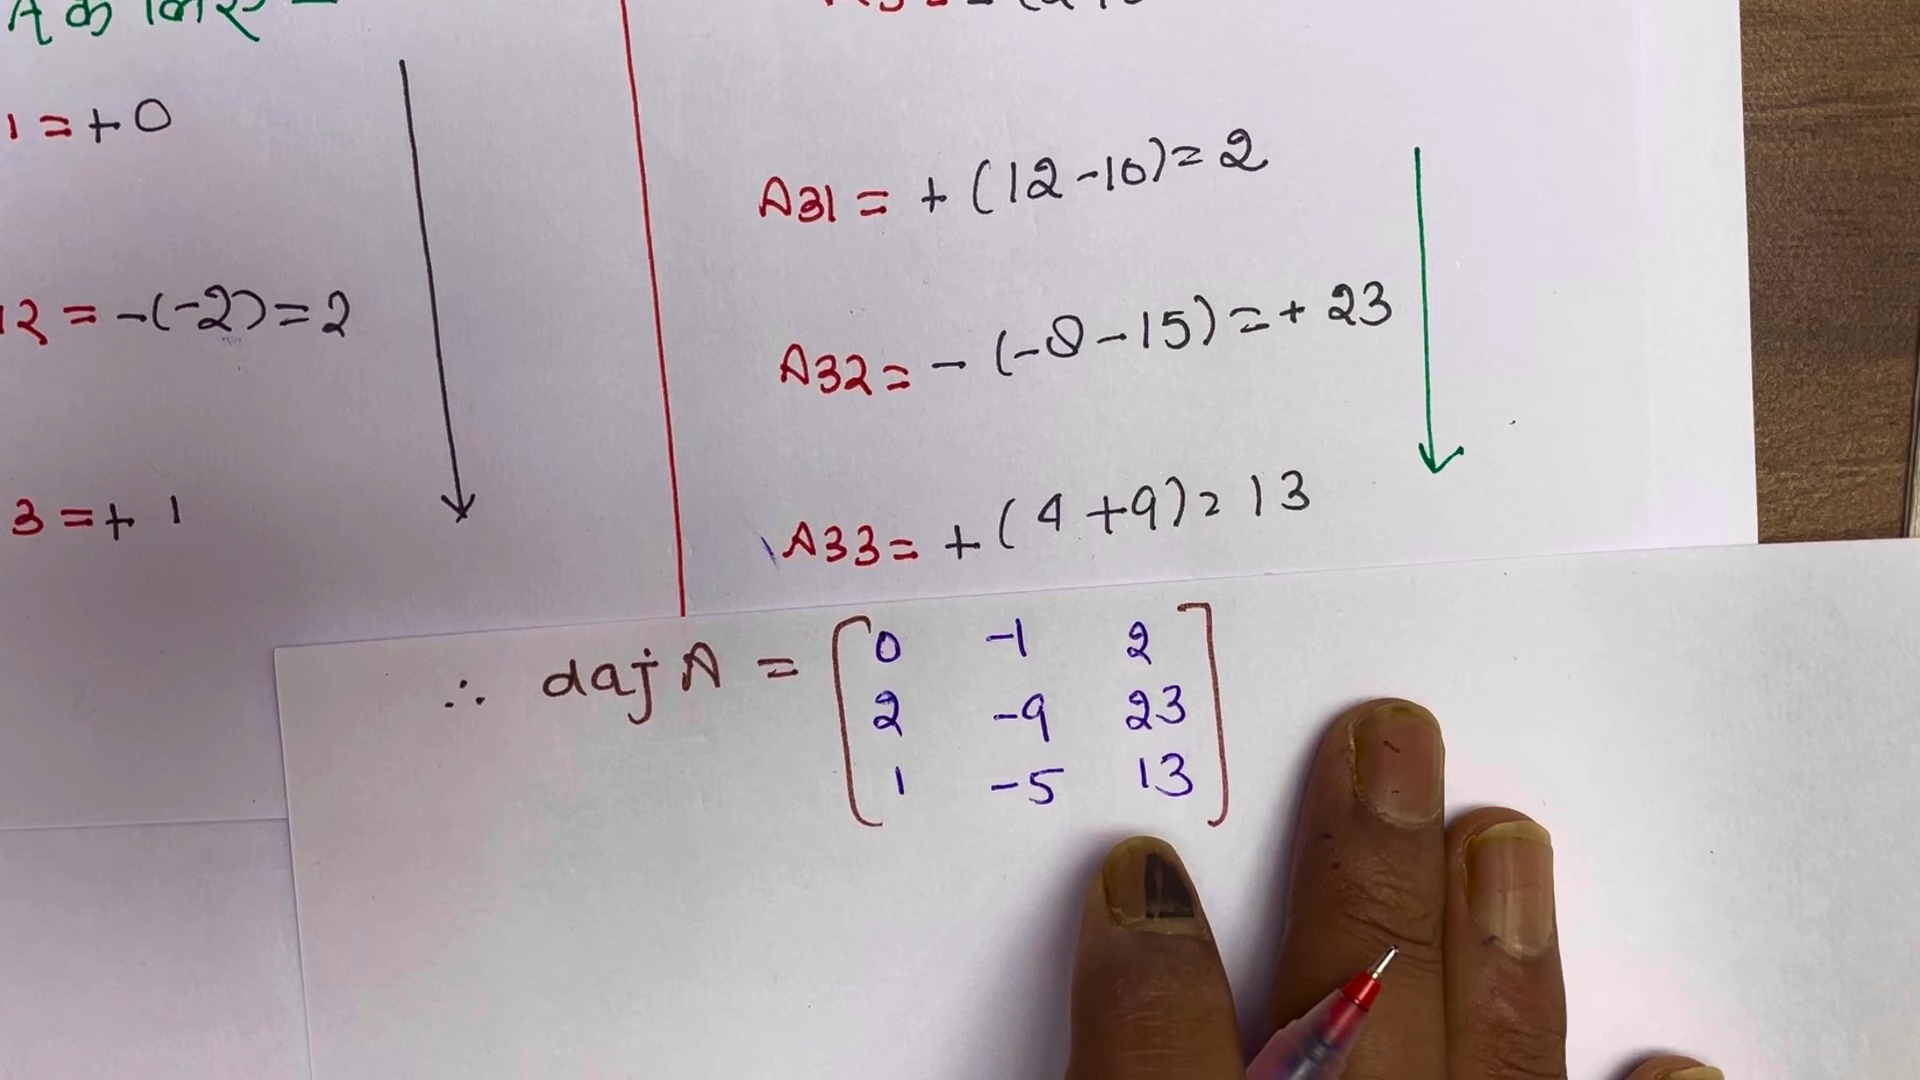 A के लिए -
1 = + 0
12 = -(-2) = 2
3 = + 1
A31 = + (12 - 10) = 2
A32 = - (-8 - 15) = + 23
A33 = + (4 + 9) = 13
∴ dajA = [0 -1 2
2 -9 23
1 -5 13]